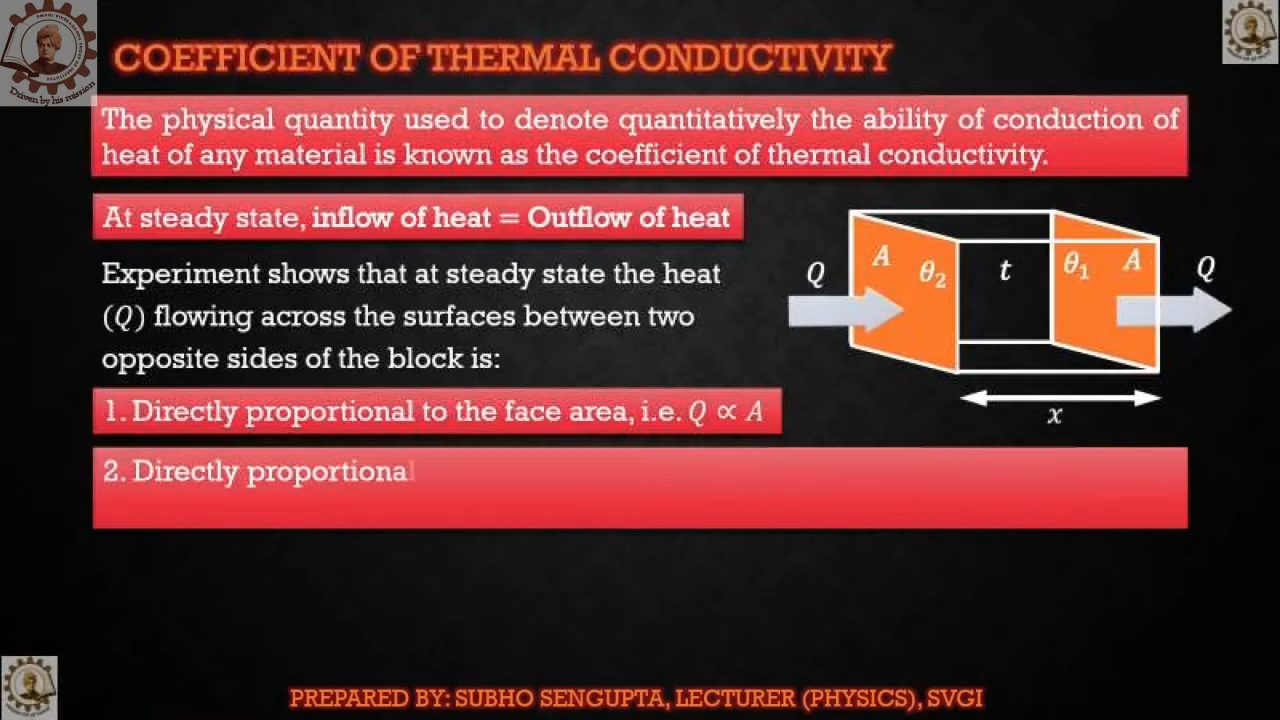 COEFFICIENT OF THERMAL CONDUCTIVITY
The physical quantity used to denote quantitatively the ability of conduction of
heat of any material is known as the coefficient of thermal conductivity.
At steady state, inflow of heat = Outflow of heat
Experiment shows that at steady state the heat
(Q) flowing across the surfaces between two
opposite sides of the block is:
1. Directly proportional to the face area, i.e. Q ∝ A
2. Directly proportional
Q A θ₂ t θ₁ A Q
x
Driven by his mission
PREPARED BY: SUBHO SENGUPTA, LECTURER (PHYSICS), SVGI